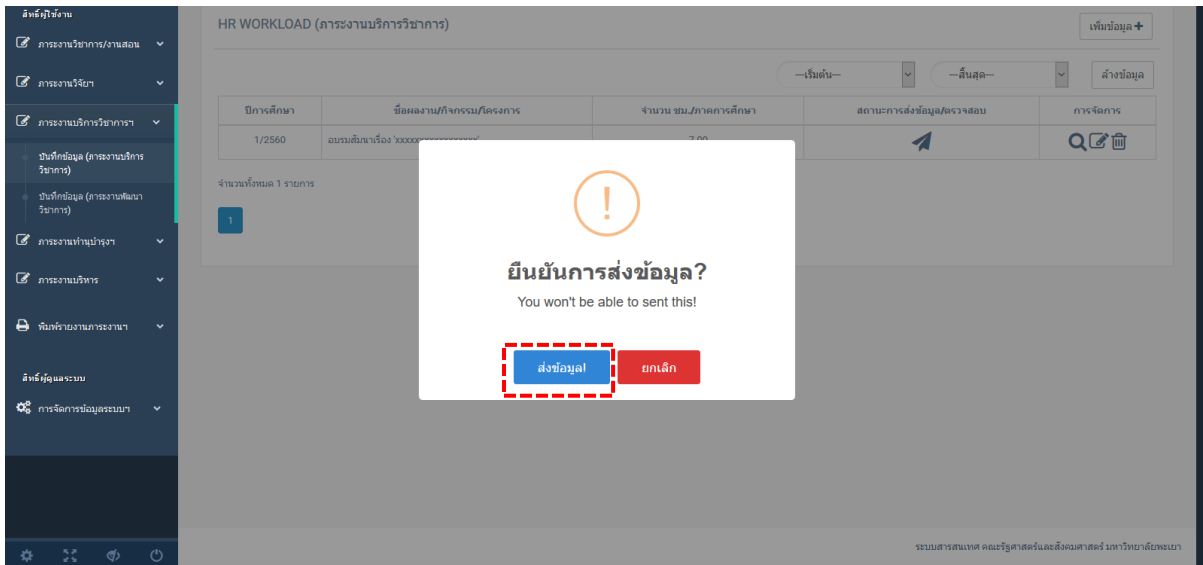 สิทธิ์ผู้ใช้งาน
ภาระงานวิชาการ/งานสอน
ภาระงานวิจัยฯ
ภาระงานบริการวิชาการฯ
บันทึกข้อมูล (ภาระงานบริการ
วิชาการ)
บันทึกข้อมูล (ภาระงานพัฒนา
วิชาการ)
ภาระงานทำนุบำรุงฯ
ภาระงานบริหาร
พิมพ์รายงานภาระงานฯ
สิทธิ์ผู้ดูแลระบบ
การจัดการข้อมูลระบบฯ
HR WORKLOAD (ภาระงานบริการวิชาการ)
เพิ่มข้อมูล +
---เริ่มต้น--- ---สิ้นสุด--- ล้างข้อมูล
ปีการศึกษา ชื่อผลงาน/กิจกรรม/โครงการ จำนวน ชม./ภาคการศึกษา สถานะการส่งข้อมูล/ตรวจสอบ การจัดการ
1/2560 อบรมสัมนาเรื่อง 7.00
จำนวนทั้งหมด 1 รายการ
1
!
ยืนยันการส่งข้อมูล?
You won't be able to sent this!
ส่งข้อมูล! ยกเลิก
ระบบสารสนเทศ คณะรัฐศาสตร์และสังคมศาสตร์ มหาวิทยาลัยพะเยา